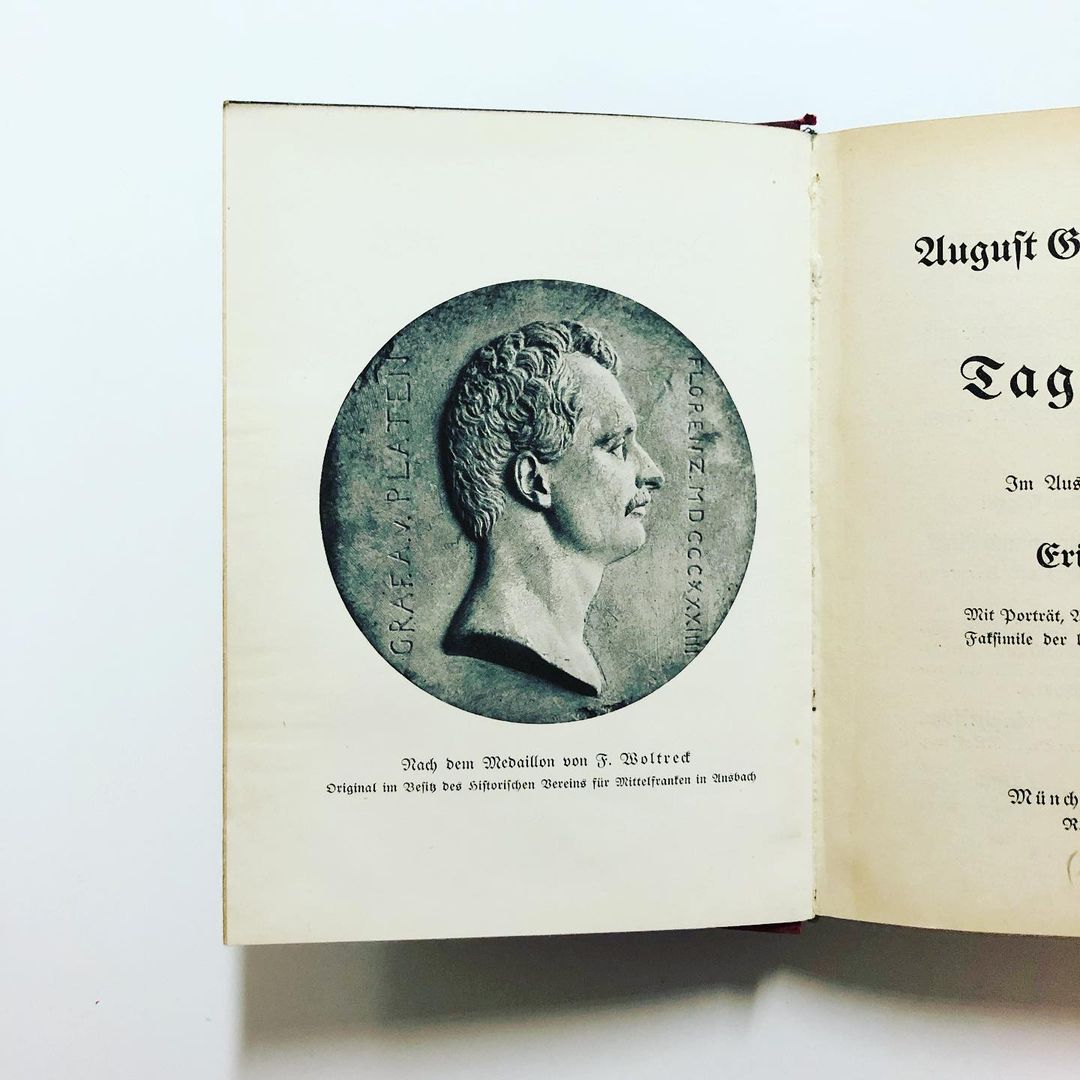 GRAF. A. V. PLATEN
FLORENZ. MDCCCXXXIIII
Nach dem Medaillon von F. Woltreck
Original im Besitz des Historischen Vereins für Mittelfranken in Ansbach
August G
Tag
Im Aus
Eri
Mit Porträt, A
Faksimile der
Münch
R.